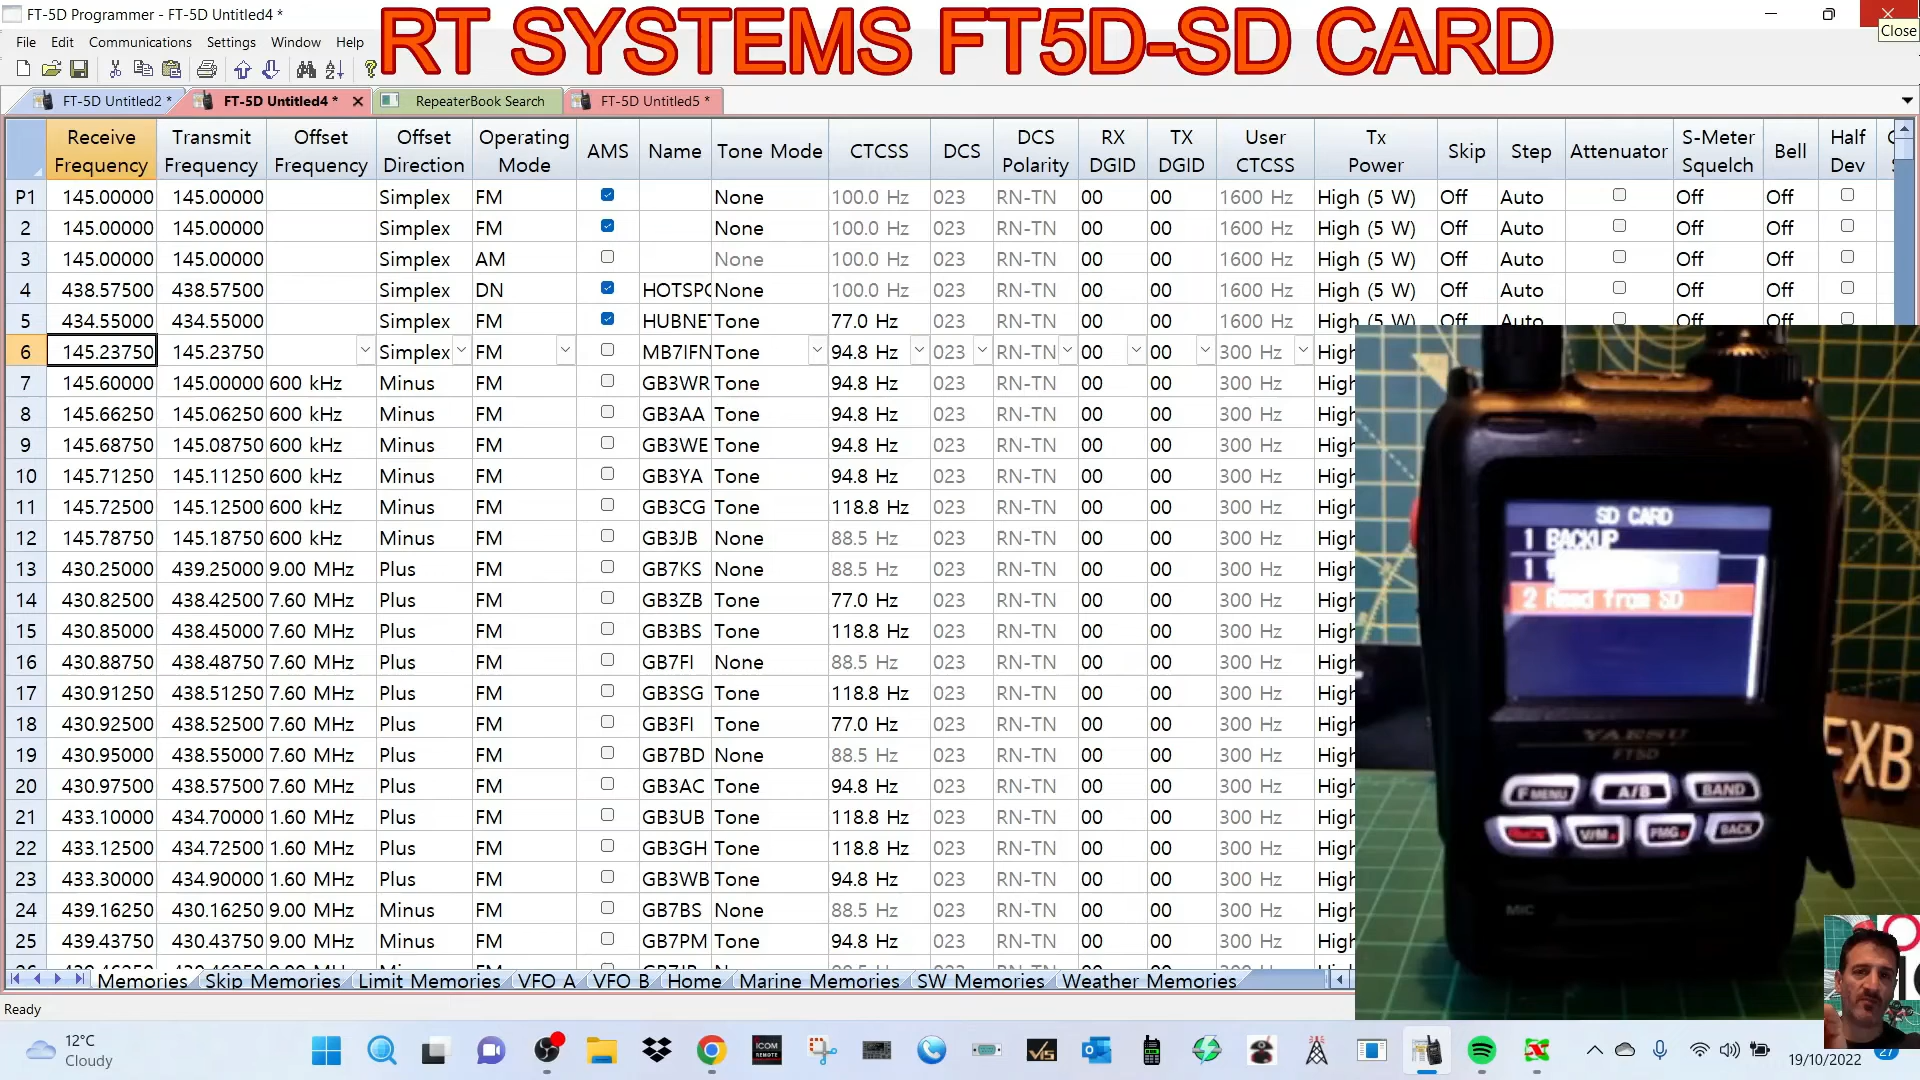 FT-5D Programmer - FT-5D Untitled4 *
RT SYSTEMS FT5D-SD CARD
Close
File Edit Communications Settings Window Help
FT-5D Untitled2 * FT-5D Untitled4 * RepeaterBook Search FT-5D Untitled5 *
Receive Frequency Transmit Frequency Offset Frequency Offset Direction Operating Mode AMS Name Tone Mode CTCSS DCS DCS Polarity RX DGID TX DGID User CTCSS Tx Power Skip Step Attenuator S-Meter Squelch Bell Half Dev
P1 145.00000 145.00000 Simplex FM None 100.0 Hz 023 RN-TN 00 00 1600 Hz High (5 W) Off Auto Off Off
2 145.00000 145.00000 Simplex FM None 100.0 Hz 023 RN-TN 00 00 1600 Hz High (5 W) Off Auto Off Off
3 145.00000 145.00000 Simplex AM None 100.0 Hz 023 RN-TN 00 00 1600 Hz High (5 W) Off Auto Off Off
4 438.57500 438.57500 Simplex DN HOTSPO None 100.0 Hz 023 RN-TN 00 00 1600 Hz High (5 W) Off Auto Off Off
5 434.55000 434.55000 Simplex FM HUBNET Tone 77.0 Hz 023 RN-TN 00 00 1600 Hz High (5 W) Off Auto Off Off
6 145.23750 145.23750 Simplex FM MB7IFN Tone 94.8 Hz 023 RN-TN 00 00 300 Hz High
7 145.60000 145.00000 600 kHz Minus FM GB3WR Tone 94.8 Hz 023 RN-TN 00 00 300 Hz High
8 145.66250 145.06250 600 kHz Minus FM GB3AA Tone 94.8 Hz 023 RN-TN 00 00 300 Hz High
9 145.68750 145.08750 600 kHz Minus FM GB3WE Tone 94.8 Hz 023 RN-TN 00 00 300 Hz High
10 145.71250 145.11250 600 kHz Minus FM GB3YA Tone 94.8 Hz 023 RN-TN 00 00 300 Hz High
11 145.72500 145.12500 600 kHz Minus FM GB3CG Tone 118.8 Hz 023 RN-TN 00 00 300 Hz High
12 145.78750 145.18750 600 kHz Minus FM GB3JB None 88.5 Hz 023 RN-TN 00 00 300 Hz High
13 430.25000 439.25000 9.00 MHz Plus FM GB7KS None 88.5 Hz 023 RN-TN 00 00 300 Hz High
14 430.82500 438.42500 7.60 MHz Plus FM GB3ZB Tone 77.0 Hz 023 RN-TN 00 00 300 Hz High
15 430.85000 438.45000 7.60 MHz Plus FM GB3BS Tone 118.8 Hz 023 RN-TN 00 00 300 Hz High
16 430.88750 438.48750 7.60 MHz Plus FM GB7FI None 88.5 Hz 023 RN-TN 00 00 300 Hz High
17 430.91250 438.51250 7.60 MHz Plus FM GB3SG Tone 118.8 Hz 023 RN-TN 00 00 300 Hz High
18 430.92500 438.52500 7.60 MHz Plus FM GB3FI Tone 77.0 Hz 023 RN-TN 00 00 300 Hz High
19 430.95000 438.55000 7.60 MHz Plus FM GB7BD None 88.5 Hz 023 RN-TN 00 00 300 Hz High
20 430.97500 438.57500 7.60 MHz Plus FM GB3AC Tone 94.8 Hz 023 RN-TN 00 00 300 Hz High
21 433.10000 434.70000 1.60 MHz Plus FM GB3UB Tone 118.8 Hz 023 RN-TN 00 00 300 Hz High
22 433.12500 434.72500 1.60 MHz Plus FM GB3GH Tone 118.8 Hz 023 RN-TN 00 00 300 Hz High
23 433.30000 434.90000 1.60 MHz Plus FM GB3WB Tone 94.8 Hz 023 RN-TN 00 00 300 Hz High
24 439.16250 430.16250 9.00 MHz Minus FM GB7BS None 88.5 Hz 023 RN-TN 00 00 300 Hz High
25 439.43750 430.43750 9.00 MHz Minus FM GB7PM Tone 94.8 Hz 023 RN-TN 00 00 300 Hz High
Memories Skip Memories Limit Memories VFO A VFO B Home Marine Memories SW Memories Weather Memories
Ready
SD CARD
1 BACKUP
1
2 Read from SD
YAESU
FT5D
F MENU A/B BAND
V/M PMG BACK
MIC
FXB
12°C
Cloudy
ICOM
REMOTE
19/10/2022
27